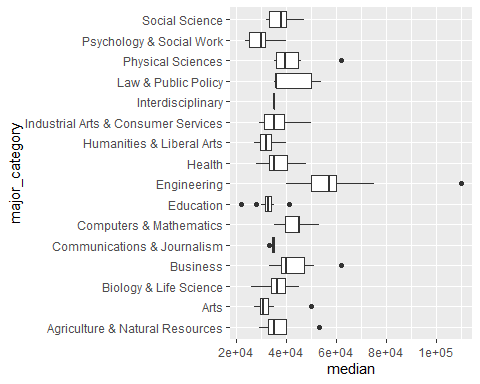 Social Science
Psychology & Social Work
Physical Sciences
Law & Public Policy
Interdisciplinary
Industrial Arts & Consumer Services
Humanities & Liberal Arts
Health
Engineering
Education
Computers & Mathematics
Communications & Journalism
Business
Biology & Life Science
Arts
Agriculture & Natural Resources
major_category
2e+04 4e+04 6e+04 8e+04 1e+05
median